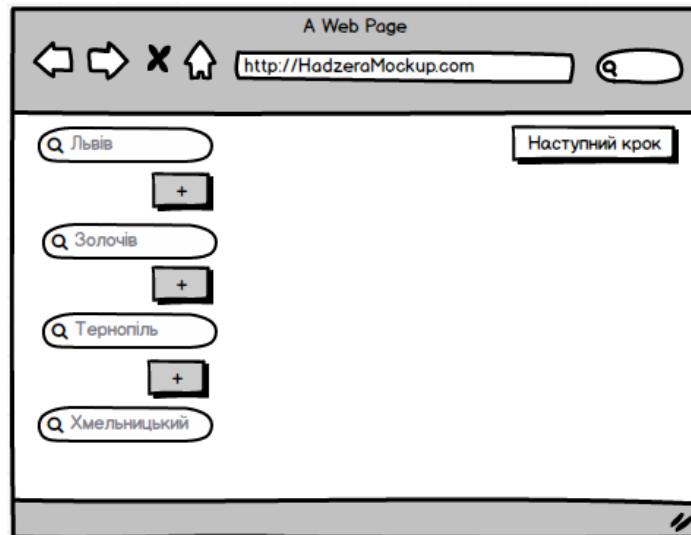 A Web Page
http://HadzeraMockup.com
Львів
Наступний крок
+
Золочів
+
Тернопіль
+
Хмельницький